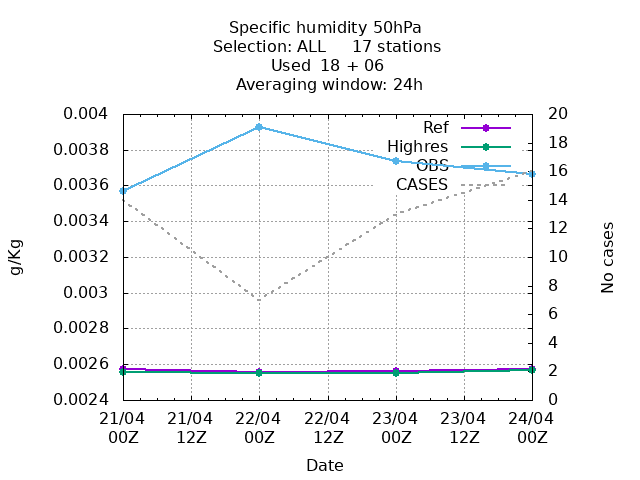 Specific humidity 50hPa
Selection: ALL 17 stations
Used 18 + 06
Averaging window: 24h
Ref
Highres
OBS
CASES
0.004
0.0038
0.0036
0.0034
0.0032
0.003
0.0028
0.0026
0.0024
g/Kg
20
18
16
14
12
10
8
6
4
2
0
No cases
21/04 21/04 22/04 22/04 23/04 23/04 24/04
00Z 12Z 00Z 12Z 00Z 12Z 00Z
Date